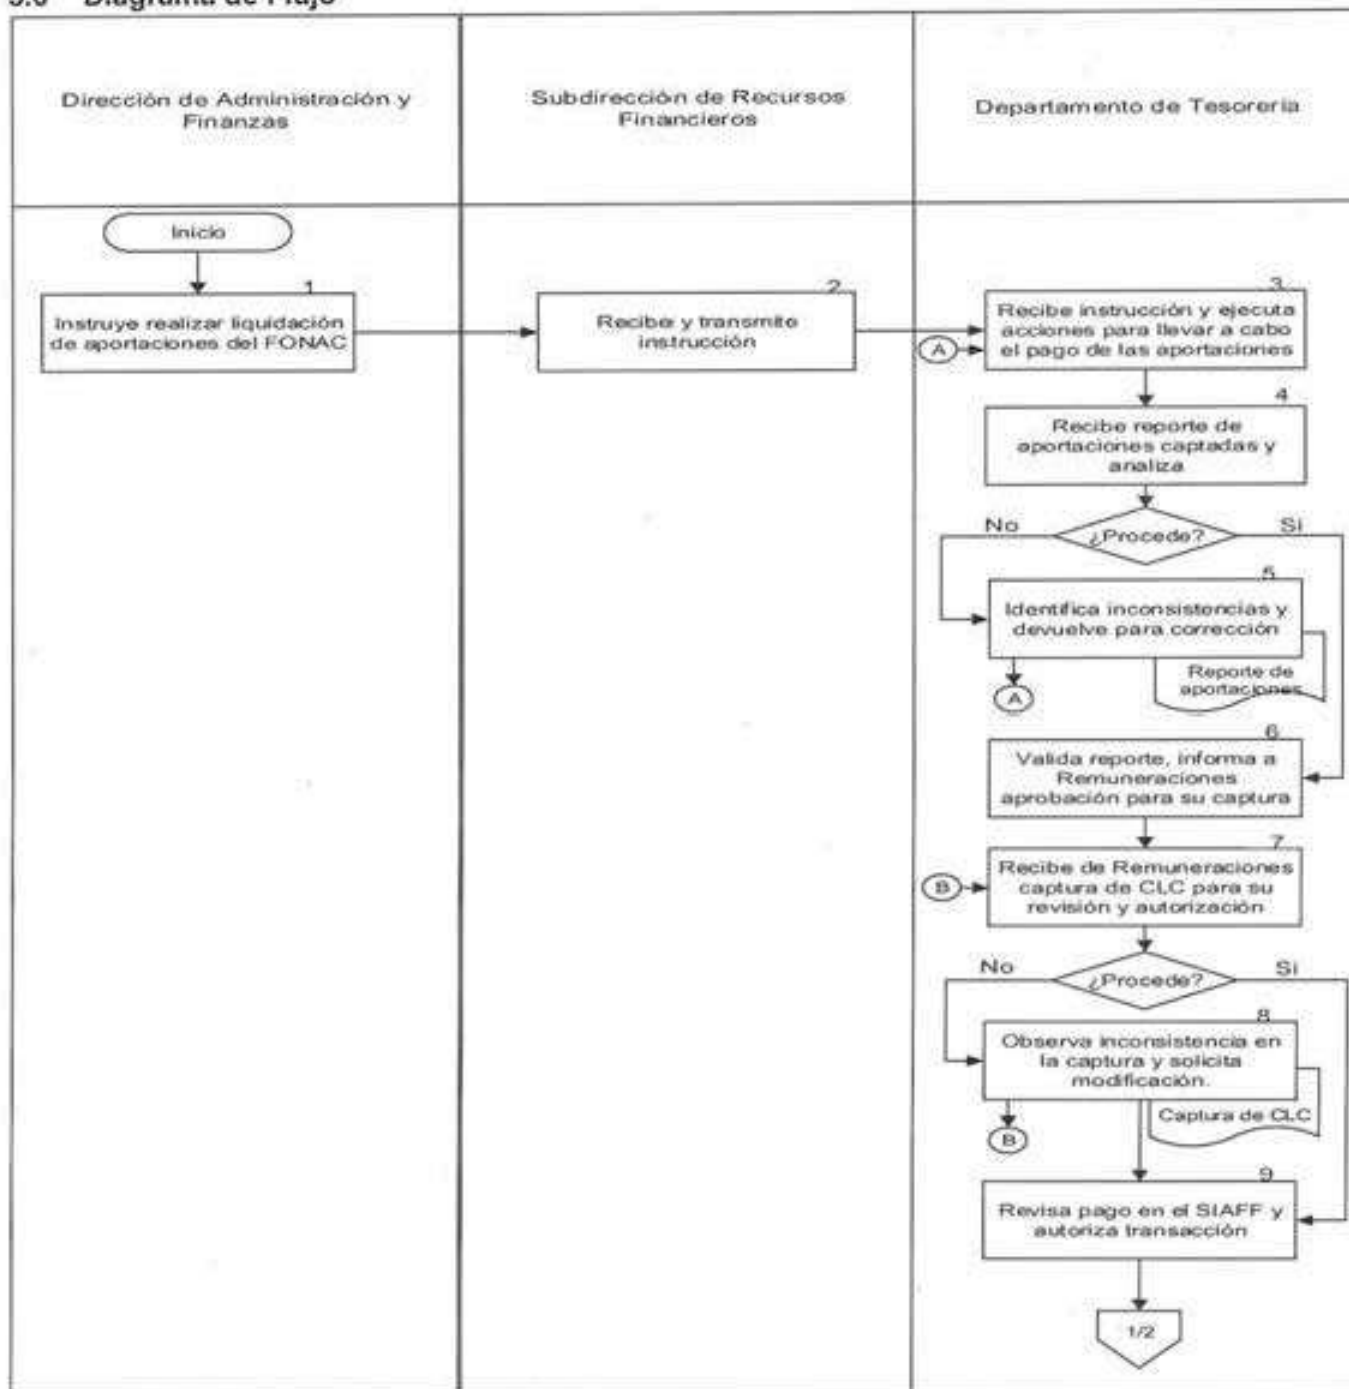 Diagrama de Flujo
Dirección de Administración y
Finanzas
Subdirección de Recursos
Financieros
Departamento de Tesorería
Inicio
1
Instruye realizar liquidación
de aportaciones del FONAC
2
Recibe y transmite
instrucción
3
Recibe instrucción y ejecuta
acciones para llevar a cabo
el pago de las aportaciones
A
4
Recibe reporte de
aportaciones captadas y
analiza
No
¿Procede?
Si
5
Identifica inconsistencias y
devuelve para corrección
Reporte de
aportaciones
A
6
Valida reporte, informa a
Remuneraciones
aprobación para su captura
7
Recibe de Remuneraciones
captura de CLC para su
revisión y autorización
B
No
¿Procede?
Si
8
Observa inconsistencia en
la captura y solicita
modificación.
Captura de CLC
B
9
Revisa pago en el SIAFF y
autoriza transacción
1/2